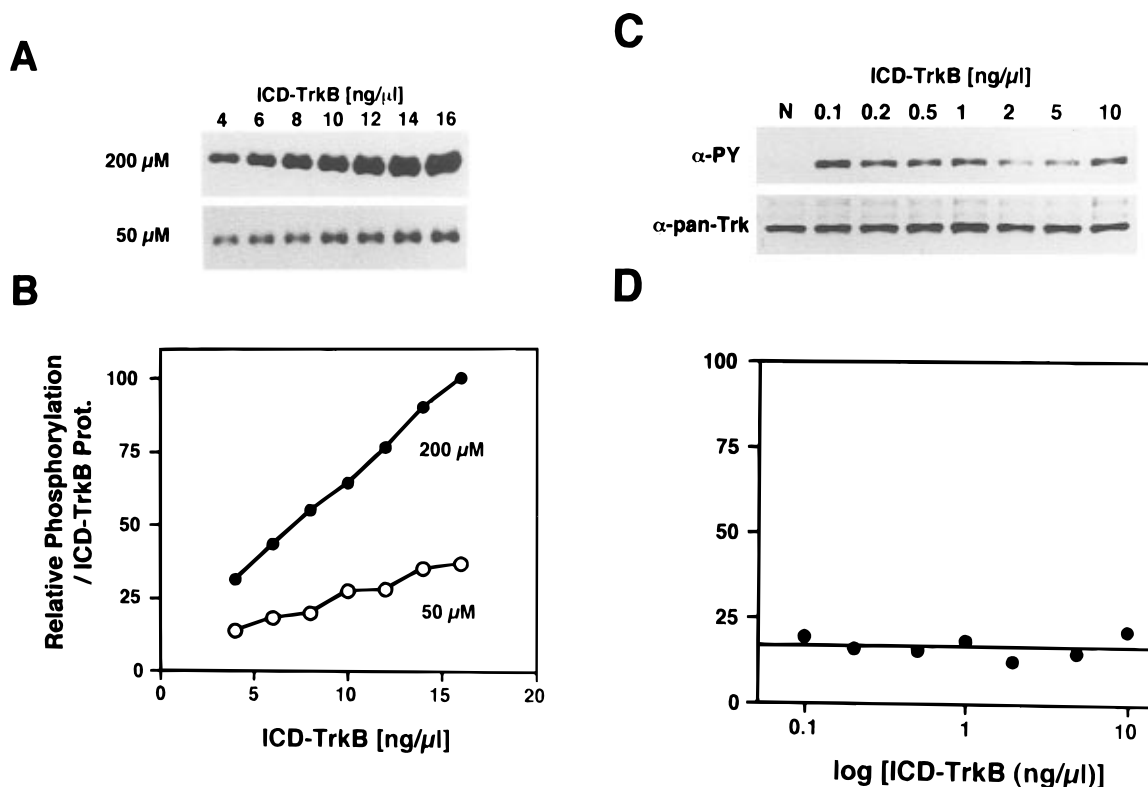 A
ICD-TrkB [ng/µl]
4 6 8 10 12 14 16
200 µM
50 µM
B
Relative Phosphorylation
/ ICD-TrkB Prot.
100
75
50
25
0
200 µM
50 µM
0 5 10 15 20
ICD-TrkB [ng/µl]
C
ICD-TrkB [ng/µl]
N 0.1 0.2 0.5 1 2 5 10
α-PY
α-pan-Trk
D
100
75
50
25
0
0.1 1 10
log [ICD-TrkB (ng/µl)]